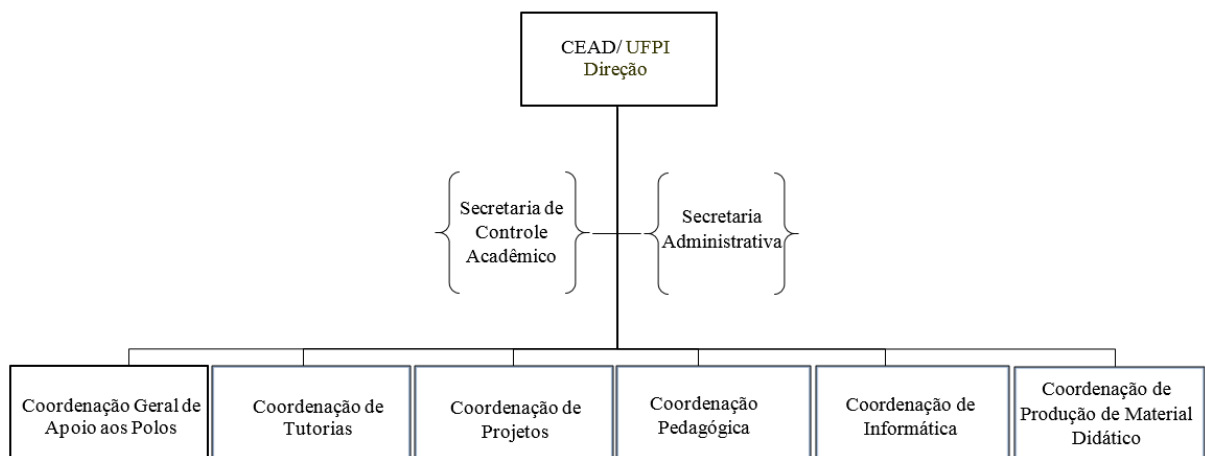 CEAD/ UFPI
Direção
Secretaria de
Controle
Acadêmico
Secretaria
Administrativa
Coordenação Geral de
Apoio aos Polos
Coordenação de
Tutorias
Coordenação de
Projetos
Coordenação
Pedagógica
Coordenação de
Informática
Coordenação de
Produção de Material
Didático